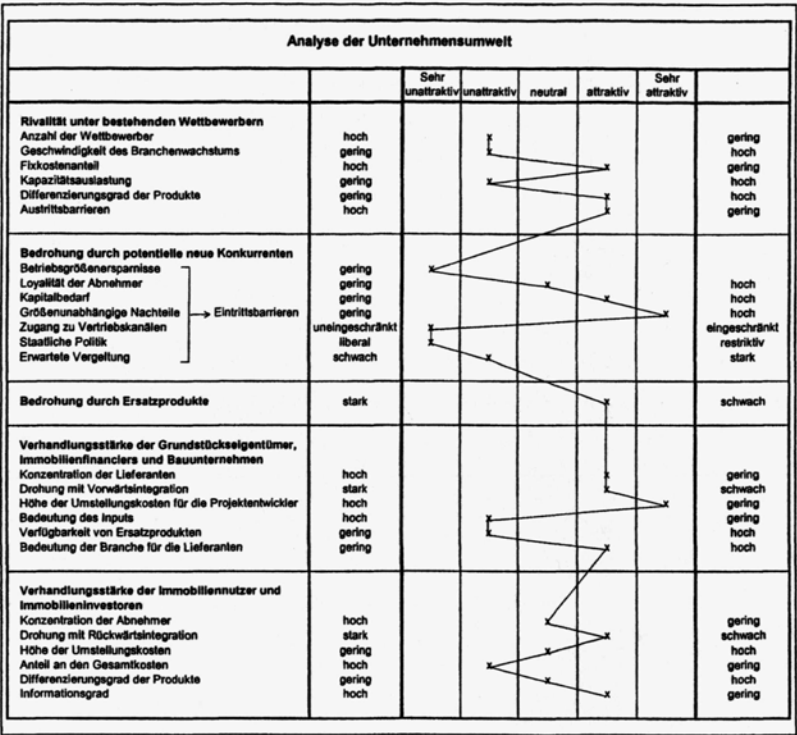 Analyse der Unternehmensumwelt
Sehr Sehr
unattraktiv unattraktiv neutral attraktiv attraktiv
Rivalität unter bestehenden Wettbewerbern
Anzahl der Wettbewerber hoch gering
Geschwindigkeit des Branchenwachstums gering hoch
Fixkostenanteil hoch gering
Kapazitätsauslastung gering hoch
Differenzierungsgrad der Produkte gering hoch
Austrittsbarrieren hoch gering
Bedrohung durch potentielle neue Konkurrenten
Betriebsgrößenersparnisse gering
Loyalität der Abnehmer gering hoch
Kapitalbedarf gering hoch
Größenunabhängige Nachteile → Eintrittsbarrieren gering hoch
Zugang zu Vertriebskanälen uneingeschränkt eingeschränkt
Staatliche Politik liberal restriktiv
Erwartete Vergeltung schwach stark
Bedrohung durch Ersatzprodukte stark schwach
Verhandlungsstärke der Grundstückseigentümer,
Immobilienfinanciers und Bauunternehmen
Konzentration der Lieferanten hoch gering
Drohung mit Vorwärtsintegration stark schwach
Höhe der Umstellungskosten für die Projektentwickler hoch gering
Bedeutung des Inputs hoch gering
Verfügbarkeit von Ersatzprodukten gering hoch
Bedeutung der Branche für die Lieferanten gering hoch
Verhandlungsstärke der Immobiliennutzer und
Immobilieninvestoren
Konzentration der Abnehmer hoch gering
Drohung mit Rückwärtsintegration stark schwach
Höhe der Umstellungskosten gering hoch
Anteil an den Gesamtkosten hoch gering
Differenzierungsgrad der Produkte gering hoch
Informationsgrad hoch gering